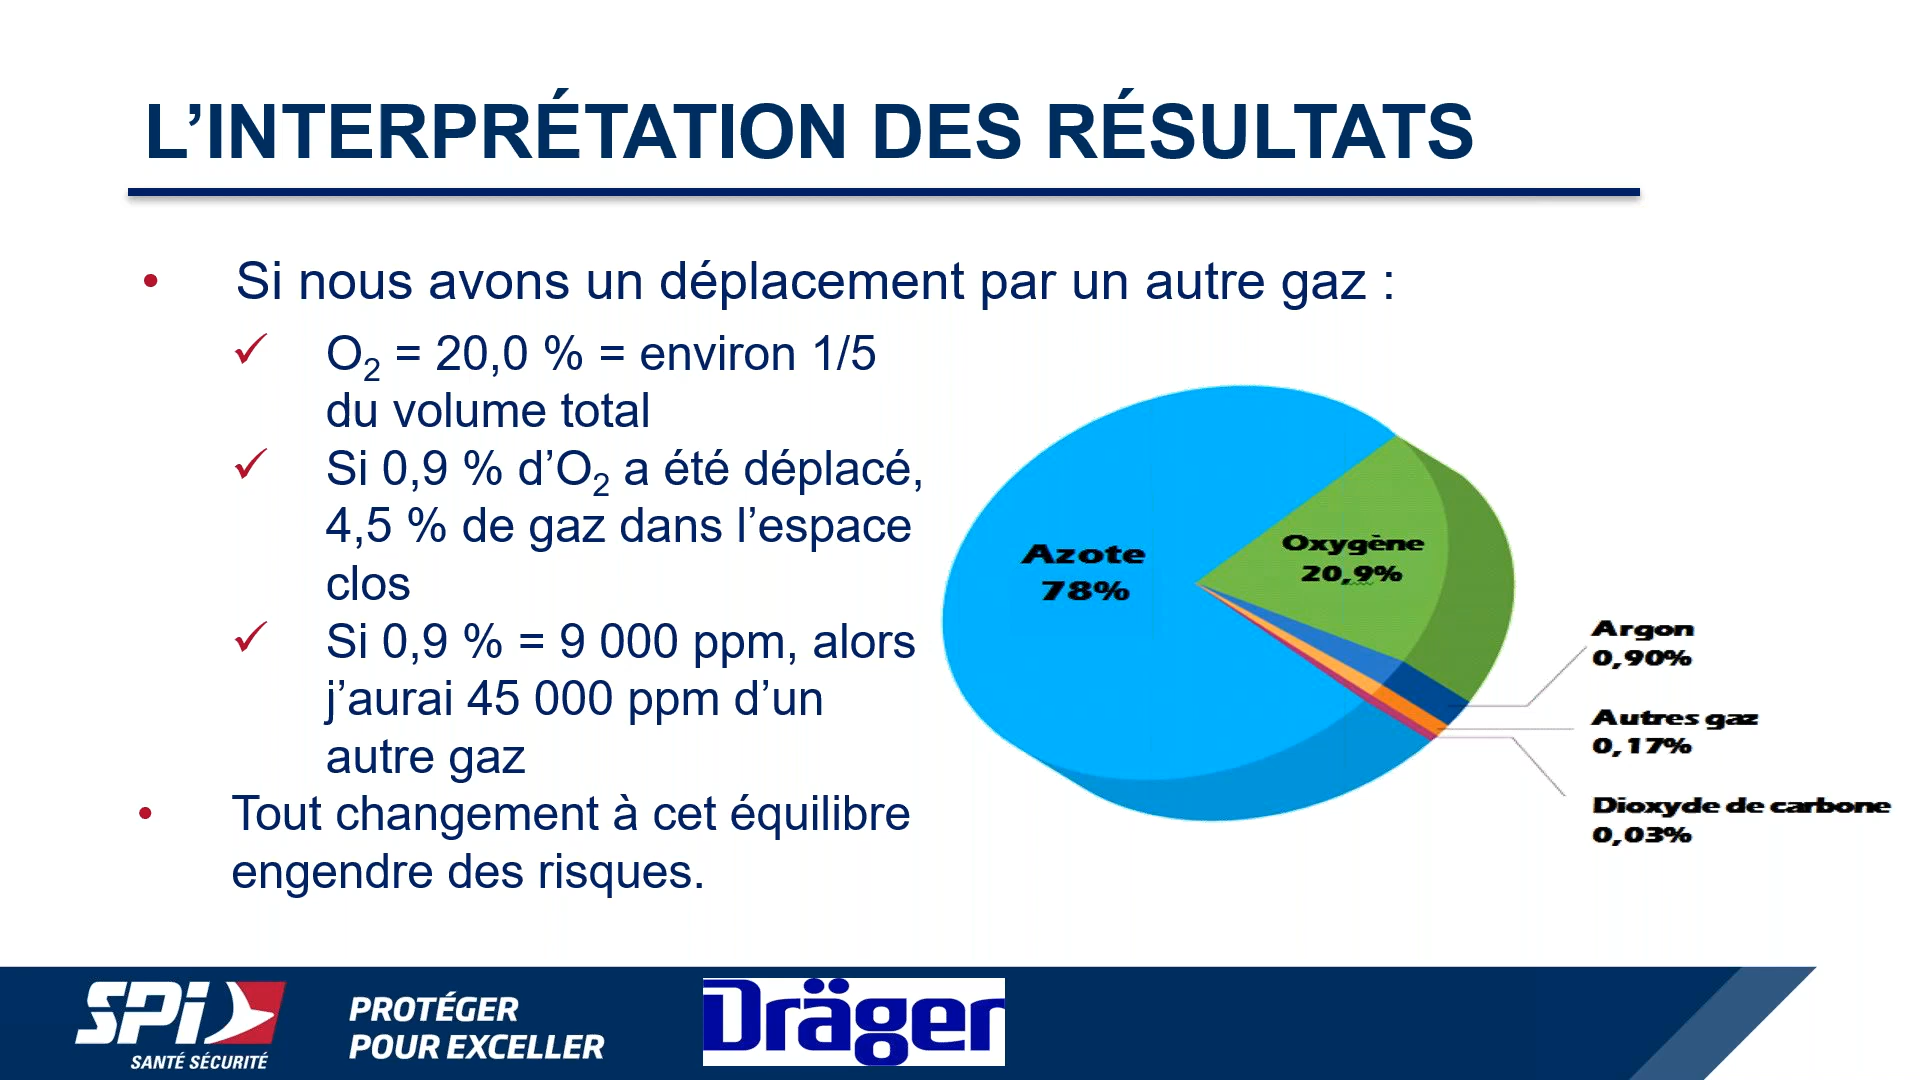 L’INTERPRÉTATION DES RÉSULTATS
• Si nous avons un déplacement par un autre gaz :
✓ O₂ = 20,0 % = environ 1/5
du volume total
✓ Si 0,9 % d’O₂ a été déplacé,
4,5 % de gaz dans l’espace
clos
✓ Si 0,9 % = 9 000 ppm, alors
j’aurai 45 000 ppm d’un
autre gaz
• Tout changement à cet équilibre
engendre des risques.
Azote
78%
Oxygène
20,9%
Argon
0,90%
Autres gaz
0,17%
Dioxyde de carbone
0,03%
SPi
SANTÉ SÉCURITÉ
PROTÉGER
POUR EXCELLER
Dräger